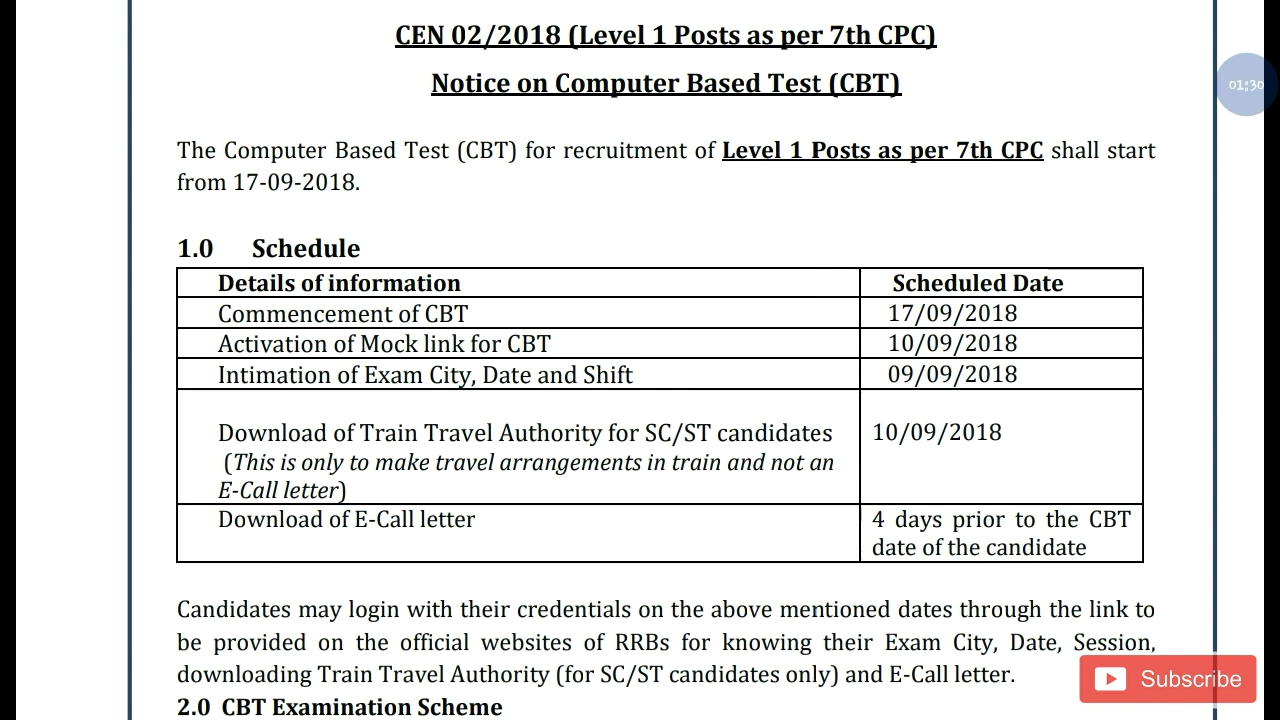 CEN 02/2018 (Level 1 Posts as per 7th CPC)
Notice on Computer Based Test (CBT)
01:30
The Computer Based Test (CBT) for recruitment of Level 1 Posts as per 7th CPC shall start
from 17-09-2018.
1.0 Schedule
Details of information Scheduled Date
Commencement of CBT 17/09/2018
Activation of Mock link for CBT 10/09/2018
Intimation of Exam City, Date and Shift 09/09/2018
Download of Train Travel Authority for SC/ST candidates 10/09/2018
(This is only to make travel arrangements in train and not an
E-Call letter)
Download of E-Call letter 4 days prior to the CBT
date of the candidate
Candidates may login with their credentials on the above mentioned dates through the link to
be provided on the official websites of RRBs for knowing their Exam City, Date, Session,
downloading Train Travel Authority (for SC/ST candidates only) and E-Call letter.
Subscribe
2.0 CBT Examination Scheme